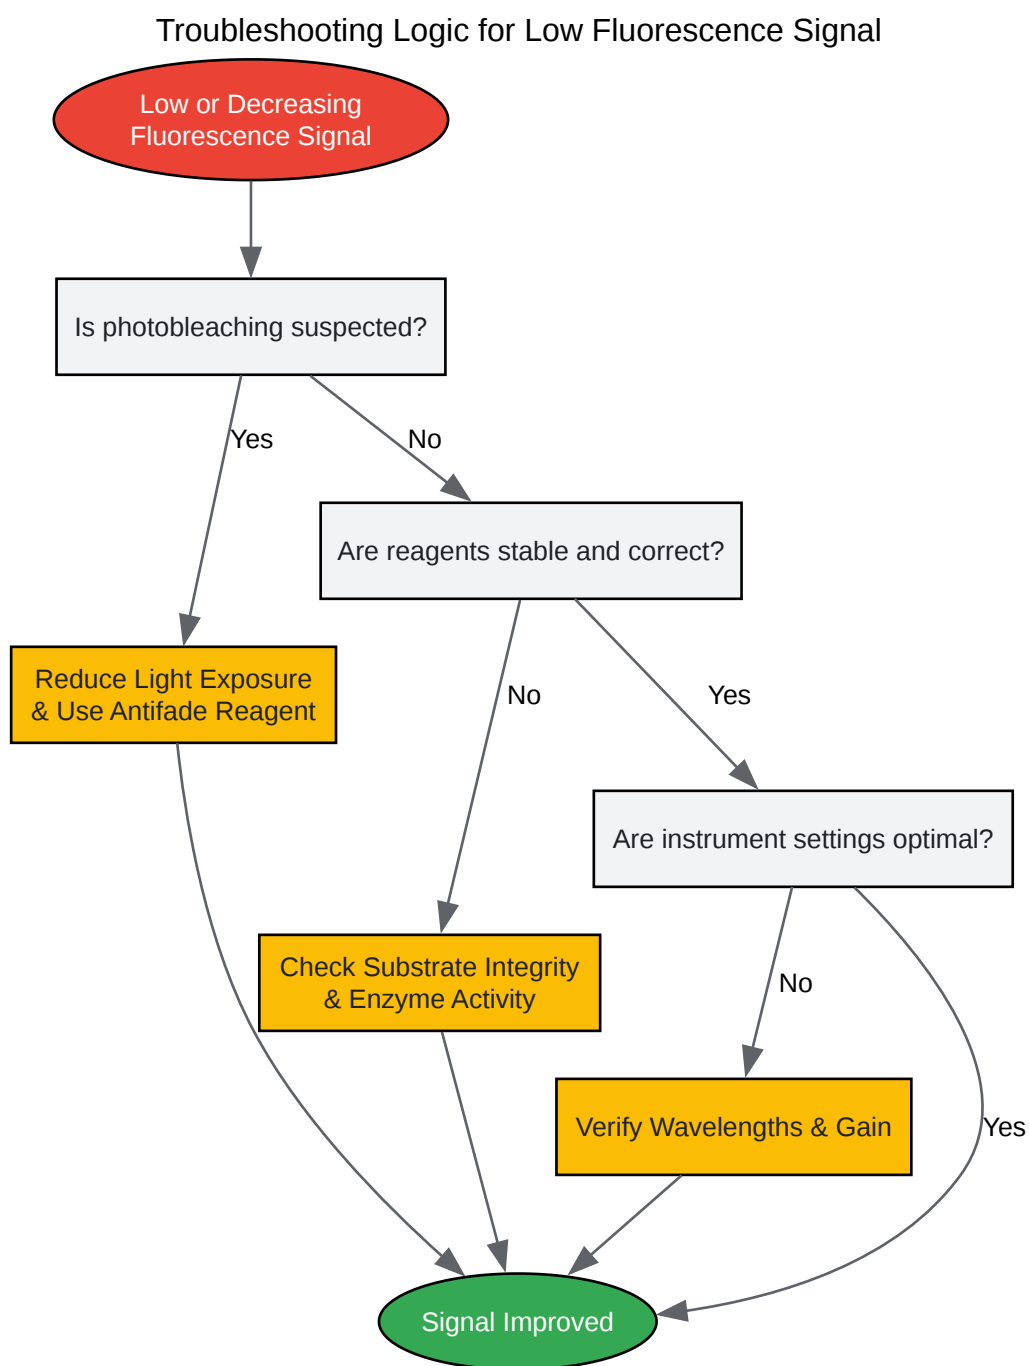 Troubleshooting Logic for Low Fluorescence Signal
Low or Decreasing
Fluorescence Signal
Is photobleaching suspected?
Yes
No
Are reagents stable and correct?
Reduce Light Exposure
& Use Antifade Reagent
No
Yes
Are instrument settings optimal?
Check Substrate Integrity
& Enzyme Activity
No
Verify Wavelengths & Gain
Yes
Signal Improved